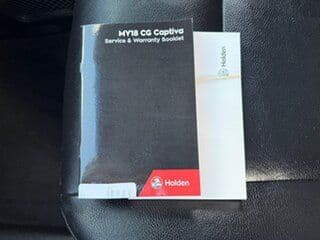 MY18 CG Captiva
Service & Warranty Booklet
Holden
Holden